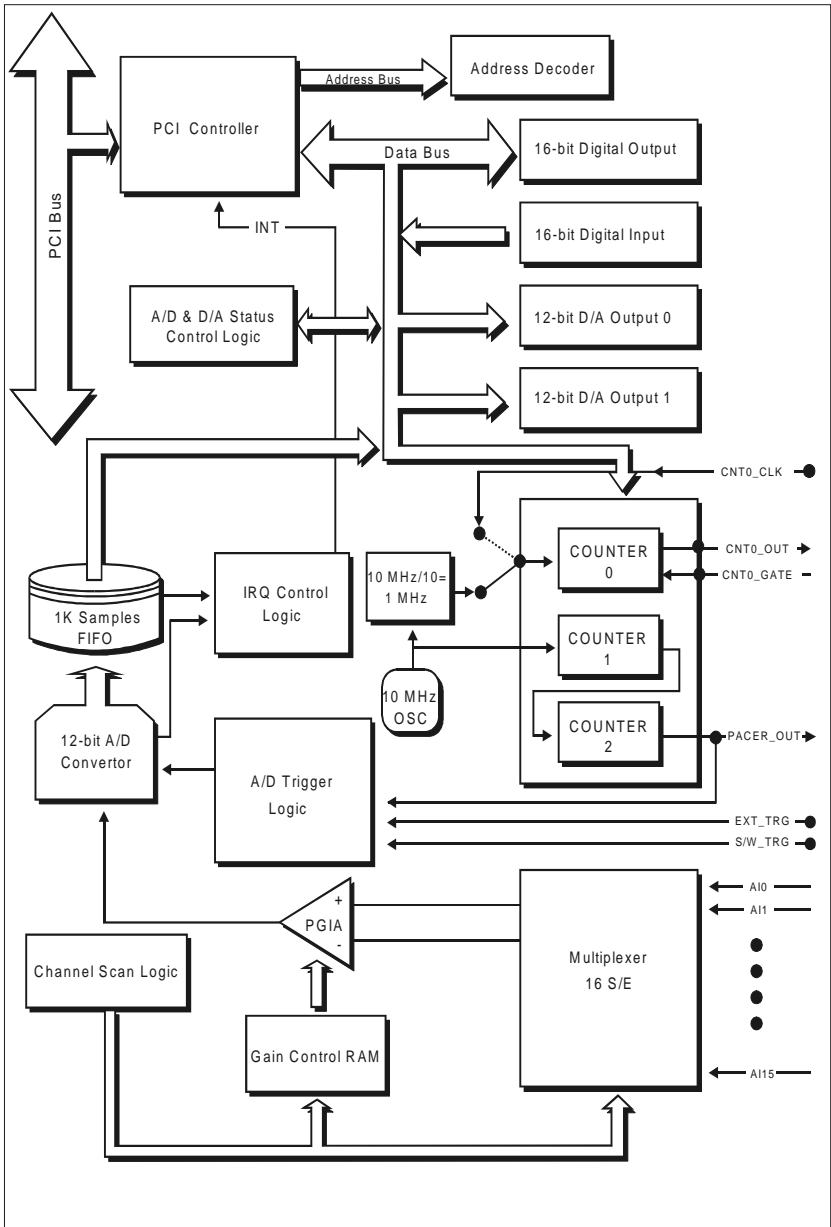 Address Bus
Address Decoder
PCI Controller
Data Bus
16-bit Digital Output
PCI Bus
INT
16-bit Digital Input
A/D & D/A Status
Control Logic
12-bit D/A Output 0
12-bit D/A Output 1
CNT0_CLK
COUNTER
0
CNT0_OUT
CNT0_GATE
10 MHz/10=
1 MHz
IRQ Control
Logic
1K Samples
FIFO
COUNTER
1
10 MHz
OSC
COUNTER
2
PACER_OUT
12-bit A/D
Convertor
A/D Trigger
Logic
EXT_TRG
S/W_TRG
AI0
AI1
+
PGIA
-
Multiplexer
16 S/E
Channel Scan Logic
Gain Control RAM
AI15